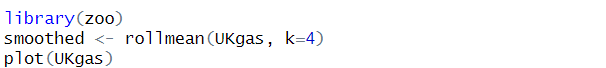 library(zoo)
smoothed <- rollmean(UKgas, k=4)
plot(UKgas)